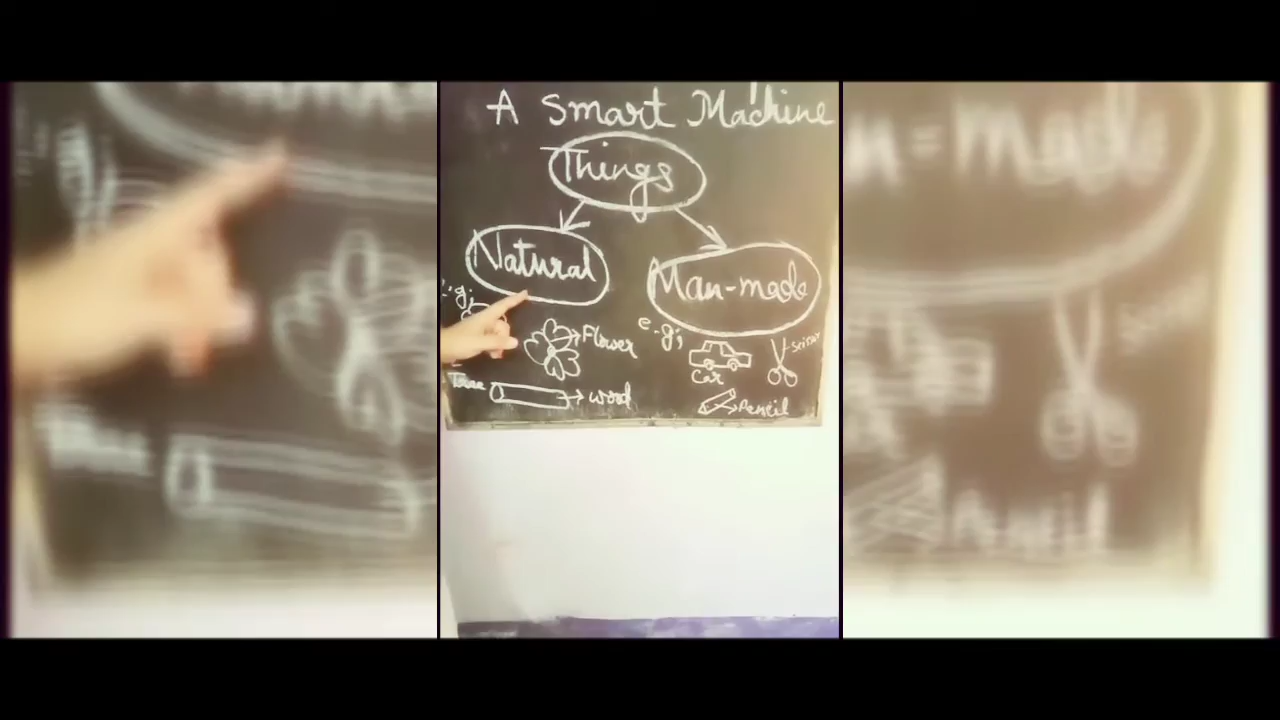 A Smart Machine
Things
Natural
Man-made
e.g;
Flower
Tree
wood
e.g;
Car
Scissor
Pencil